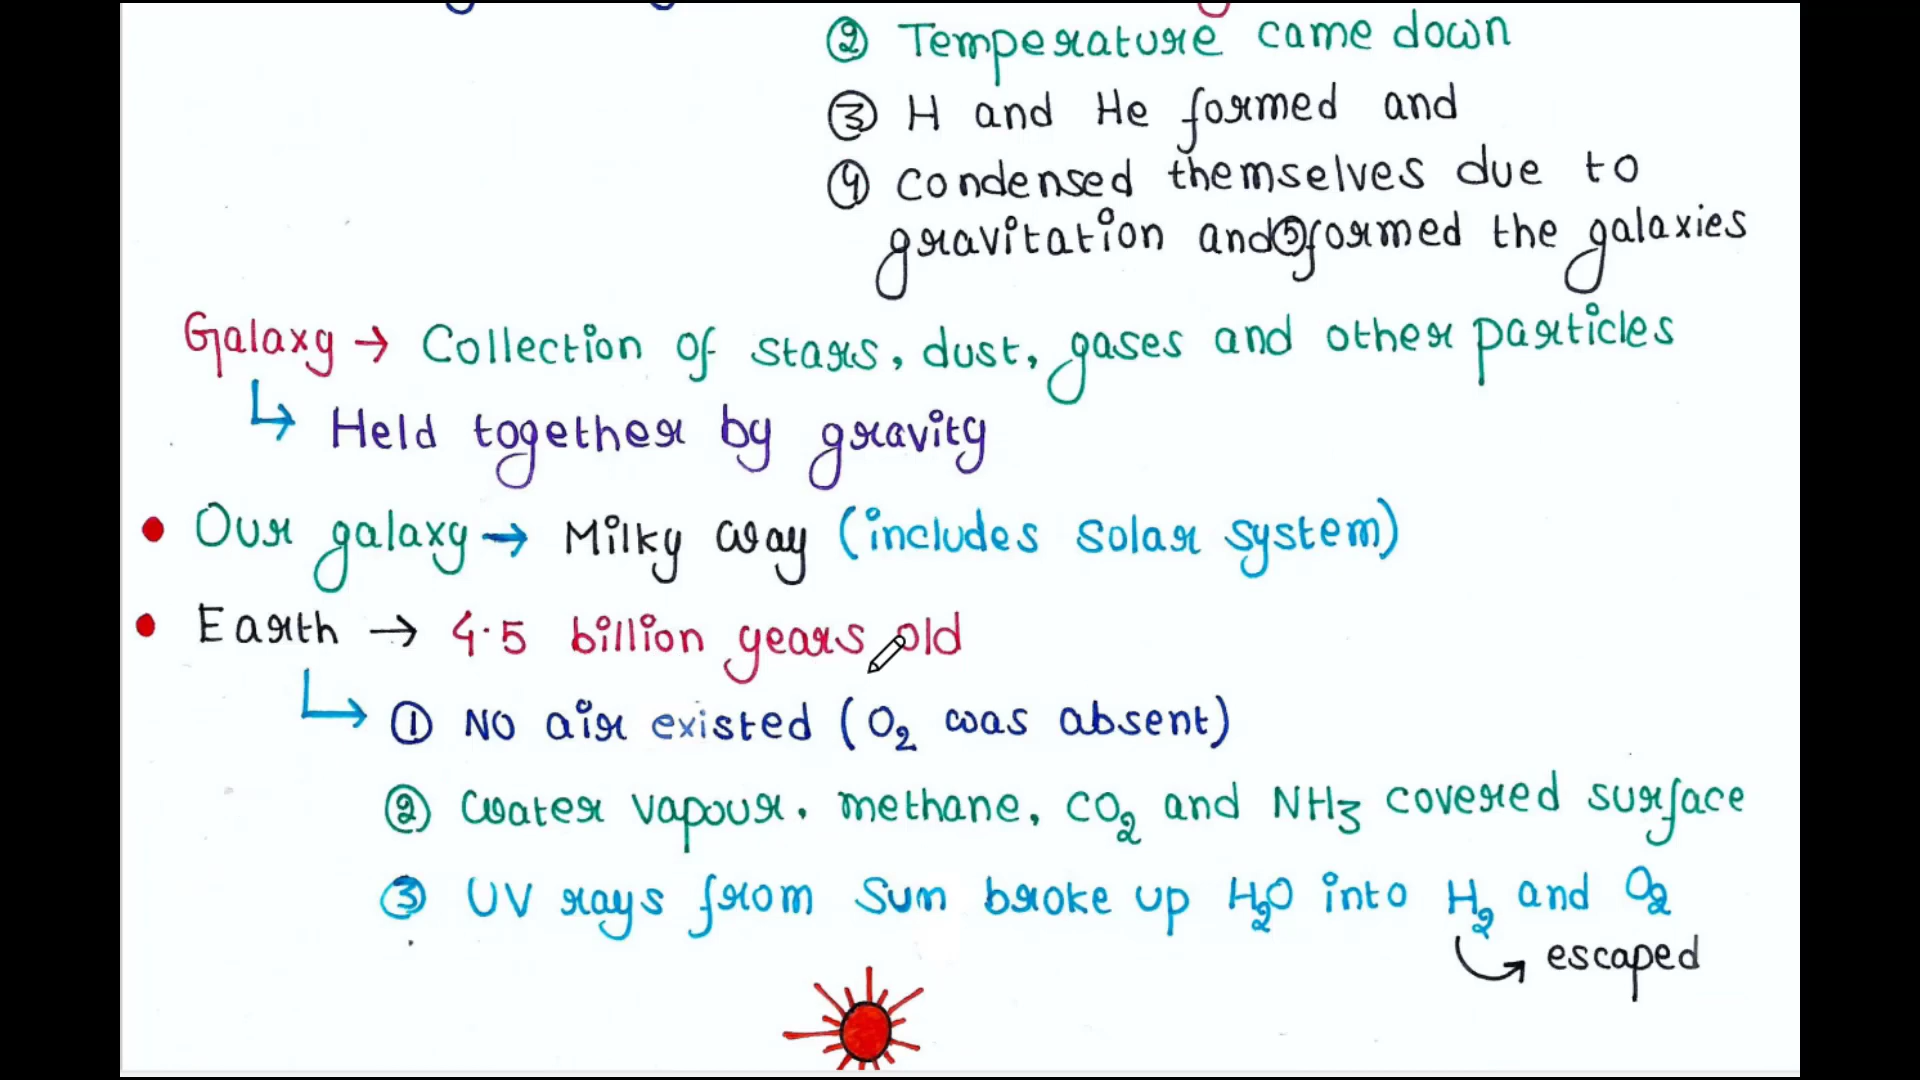 ② Temperature came down
③ H and He formed and
④ Condensed themselves due to
gravitation and ⑤ formed the galaxies
Galaxy → Collection of stars, dust, gases and other particles
↳ Held together by gravity
• Our galaxy → Milky Way (includes solar system)
• Earth → 4.5 billion years old
↳ ① No air existed (O₂ was absent)
② Water vapour, methane, CO₂ and NH₃ covered surface
③ UV rays from Sun broke up H₂O into H₂ and O₂
escaped